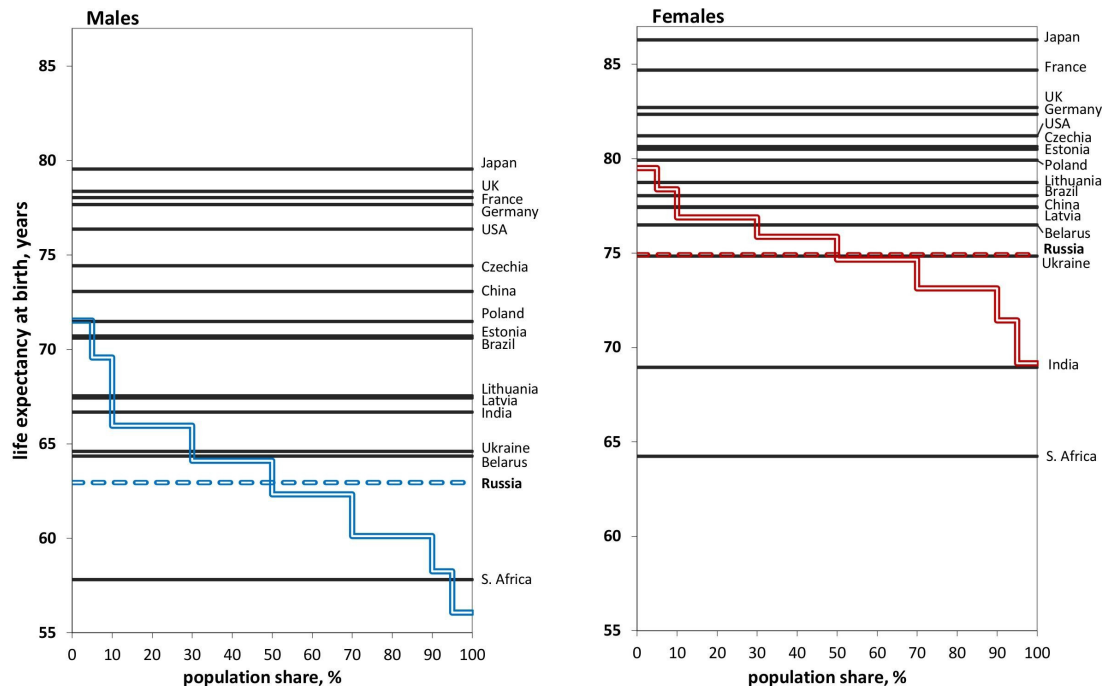 Males
life expectancy at birth, years
85
80
75
70
65
60
55
Japan
UK
France
Germany
USA
Czechia
China
Poland
Estonia
Brazil
Lithuania
Latvia
India
Ukraine
Belarus
Russia
S. Africa
0 10 20 30 40 50 60 70 80 90 100
population share, %
Females
85
80
75
70
65
60
55
Japan
France
UK
Germany
USA
Czechia
Estonia
Poland
Lithuania
Brazil
China
Latvia
Belarus
Russia
Ukraine
India
S. Africa
0 10 20 30 40 50 60 70 80 90 100
population share, %